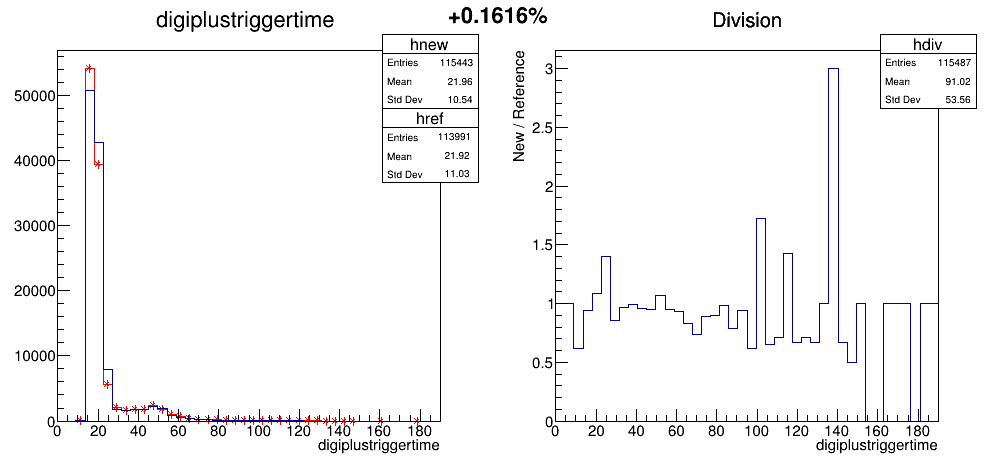 digiplustriggertime
+0.1616%
Division
hnew
Entries 115443
Mean 21.96
Std Dev 10.54
href
Entries 113991
Mean 21.92
Std Dev 11.03
50000
40000
30000
20000
10000
0
0 20 40 60 80 100 120 140 160 180
digiplustriggertime
hdiv
Entries 115487
Mean 91.02
Std Dev 53.56
New / Reference
3
2.5
2
1.5
1
0.5
0
0 20 40 60 80 100 120 140 160 180
digiplustriggertime